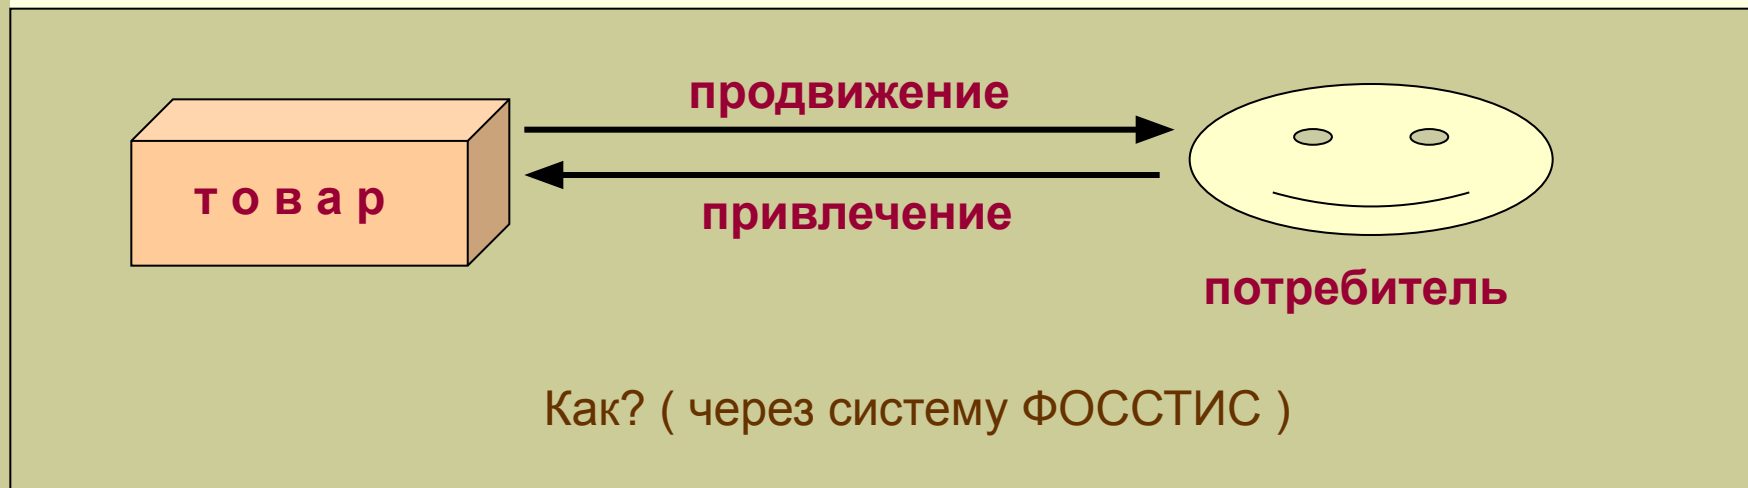 продвижение
т о в а р
привлечение
потребитель
Как? ( через систему ФОССТИС )